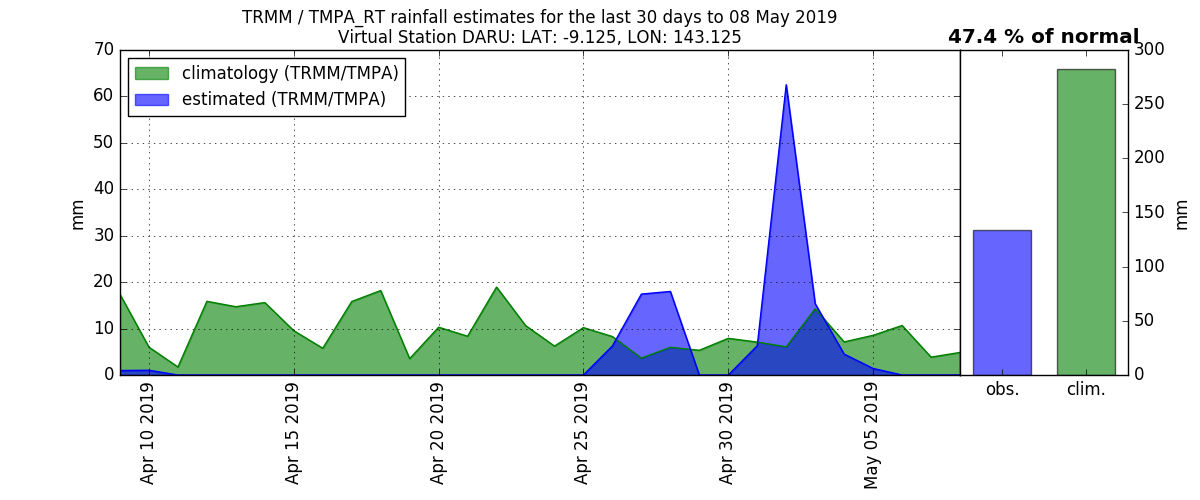 TRMM / TMPA_RT rainfall estimates for the last 30 days to 08 May 2019
Virtual Station DARU: LAT: -9.125, LON: 143.125
47.4 % of normal
climatology (TRMM/TMPA)
estimated (TRMM/TMPA)
70
60
50
40
30
20
10
0
mm
Apr 10 2019
Apr 15 2019
Apr 20 2019
Apr 25 2019
Apr 30 2019
May 05 2019
300
250
200
150
100
50
0
mm
obs.
clim.